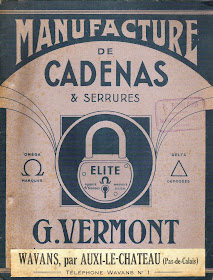 MANUFACTURE
DE
CADENAS
& SERRURES
ELITE
OMEGA
DELTA
Ω
Δ
MARQUES
DÉPOSÉES
G. VERMONT
WAVANS, par AUXI-LE-CHATEAU (Pas-de-Calais)
TÉLÉPHONE WAVANS N° 1